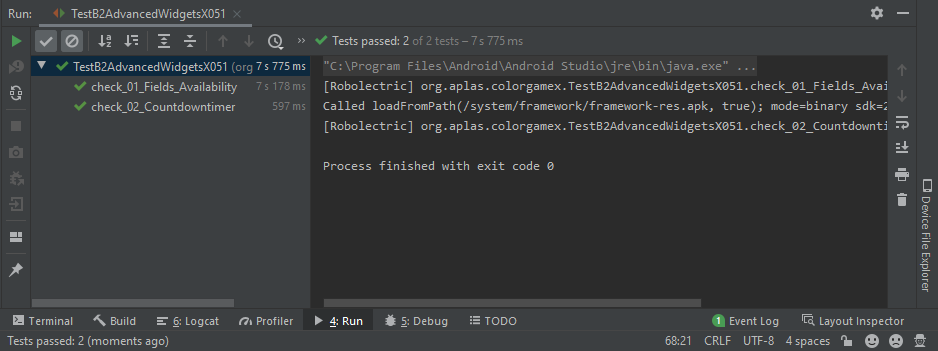 Run: TestB2AdvancedWidgetsX051
Tests passed: 2 of 2 tests – 7 s 775 ms
TestB2AdvancedWidgetsX051 (org 7 s 775 ms
check_01_Fields_Availability 7 s 178 ms
check_02_Countdowntimer 597 ms
"C:\Program Files\Android\Android Studio\jre\bin\java.exe" ...
[Robolectric] org.aplas.colorgamex.TestB2AdvancedWidgetsX051.check_01_Fields_Avai
Called loadFromPath(/system/framework/framework-res.apk, true); mode=binary sdk=2
[Robolectric] org.aplas.colorgamex.TestB2AdvancedWidgetsX051.check_02_Countdownti
Process finished with exit code 0
Device File Explorer
Terminal Build 6: Logcat Profiler 4: Run 5: Debug TODO 1 Event Log Layout Inspector
Tests passed: 2 (moments ago) 68:21 CRLF UTF-8 4 spaces